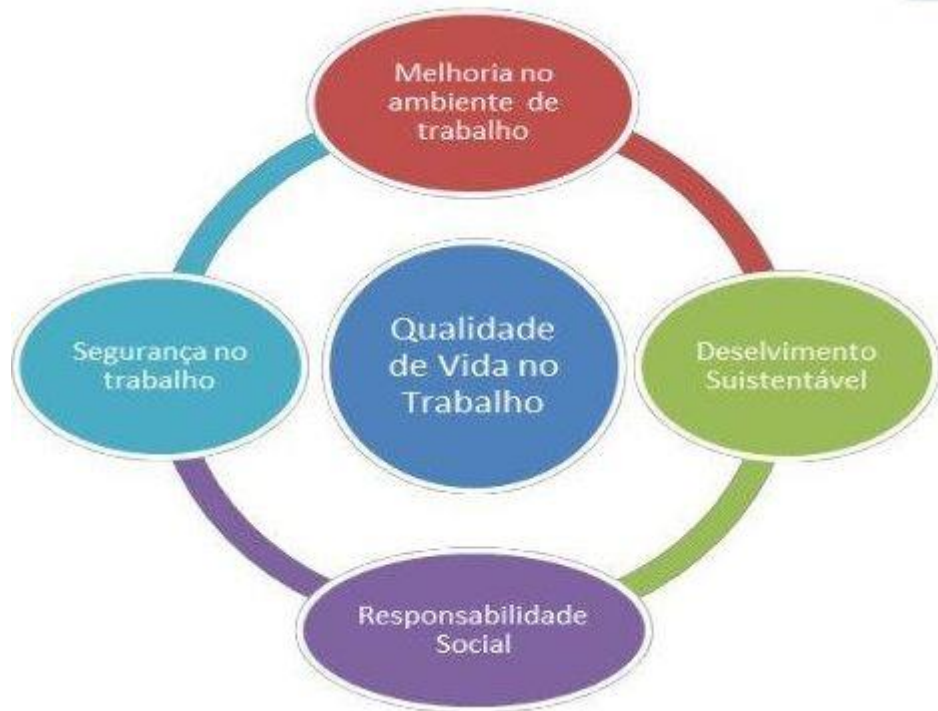 Melhoria no
ambiente de
trabalho
Segurança no
trabalho
Qualidade
de Vida no
Trabalho
Deselvimento
Suistentável
Responsabilidade
Social